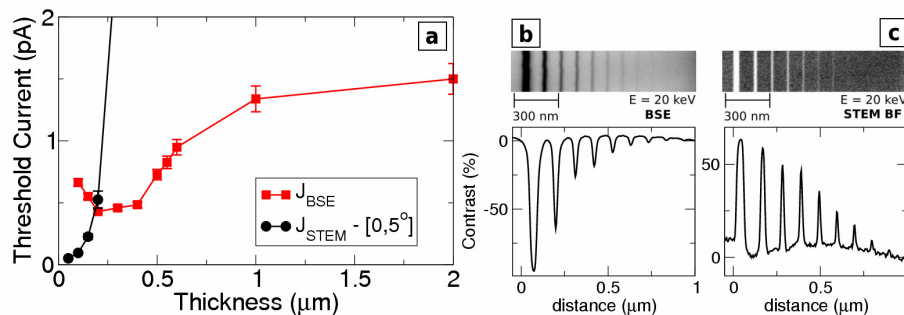 a
Threshold Current (pA)
2
1
0
0
0.5
1
1.5
2
Thickness (μm)
J_BSE
J_STEM - [0,5°]
b
300 nm
E = 20 keV
BSE
Contrast (%)
0
-50
0
0.5
1
distance (μm)
c
300 nm
E = 20 keV
STEM BF
50
0
0
0.5
distance (μm)